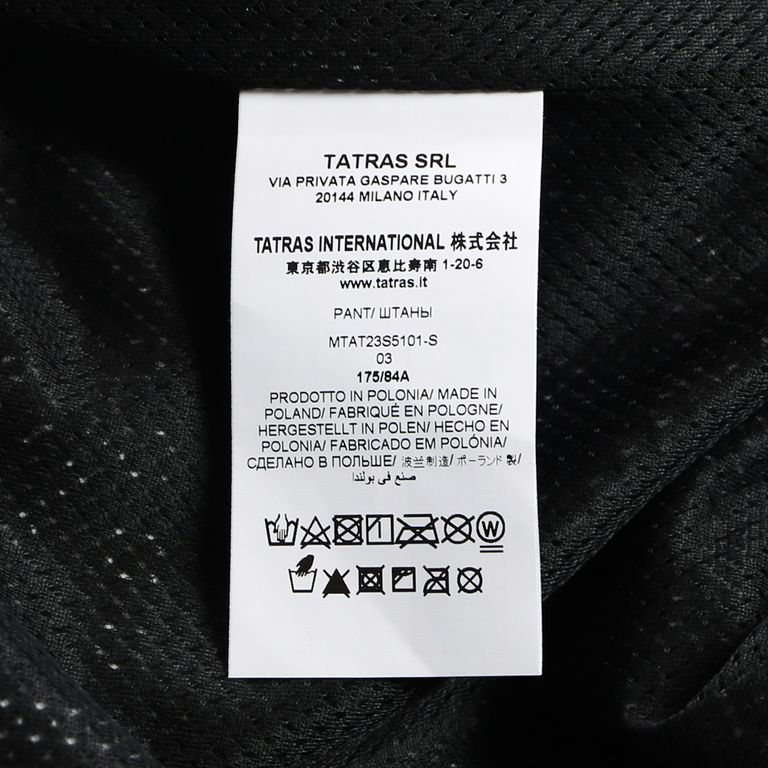 TATRAS SRL
VIA PRIVATA GASPARE BUGATTI 3
20144 MILANO ITALY
TATRAS INTERNATIONAL 株式会社
東京都渋谷区恵比寿南 1-20-6
www.tatras.it
PANT/ ШТАНЫ
MTAT23S5101-S
03
175/84A
PRODOTTO IN POLONIA/ MADE IN
POLAND/ FABRIQUÉ EN POLOGNE/
HERGESTELLT IN POLEN/ HECHO EN
POLONIA/ FABRICADO EM POLÓNIA/
СДЕЛАНО В ПОЛЬШЕ/ 波兰制造/ ポーランド製/
صنع في بولندا
W